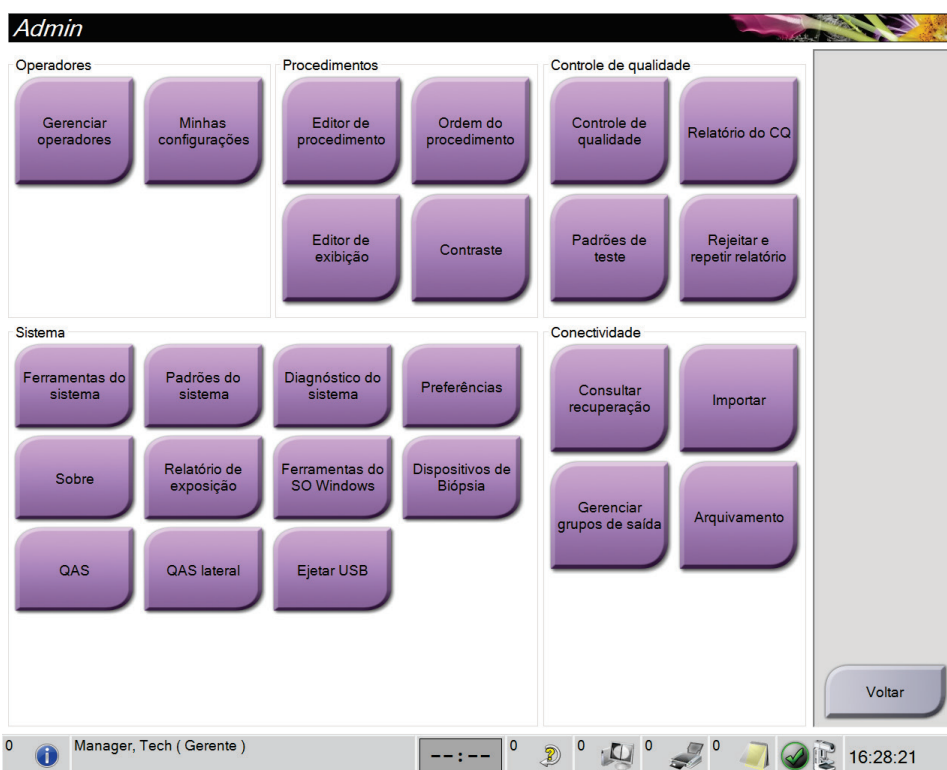 Admin
Operadores
Gerenciar
operadores
Minhas
configurações
Procedimentos
Editor de
procedimento
Ordem do
procedimento
Editor de
exibição
Contraste
Controle de qualidade
Controle de
qualidade
Relatório do CQ
Padrões de
teste
Rejeitar e
repetir relatório
Sistema
Ferramentas do
sistema
Padrões do
sistema
Diagnóstico do
sistema
Preferências
Sobre
Relatório de
exposição
Ferramentas do
SO Windows
Dispositivos de
Biópsia
QAS
QAS lateral
Ejetar USB
Conectividade
Consultar
recuperação
Importar
Gerenciar
grupos de saída
Arquivamento
Voltar
0 Manager, Tech ( Gerente ) --:-- 0 0 0 0 16:28:21